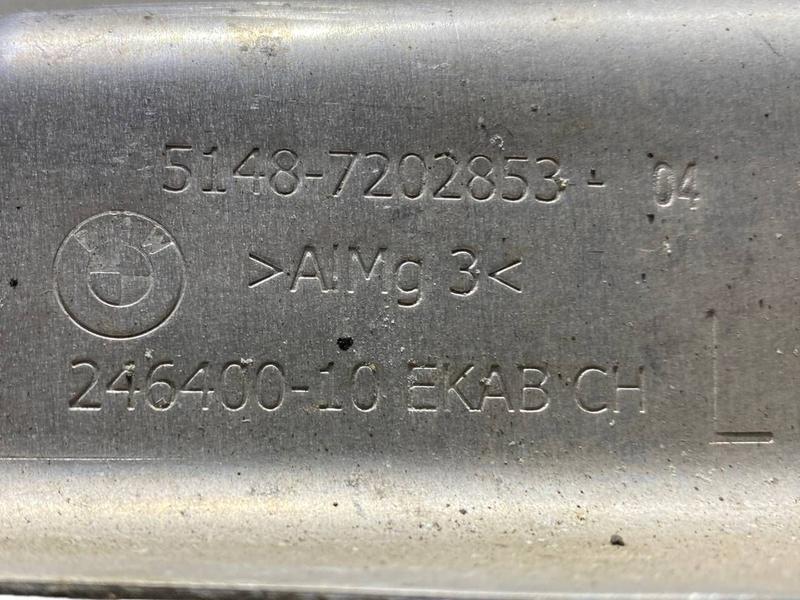 5148-7202853- 04
>AlMg 3<
246400-10 EKAB CH
L